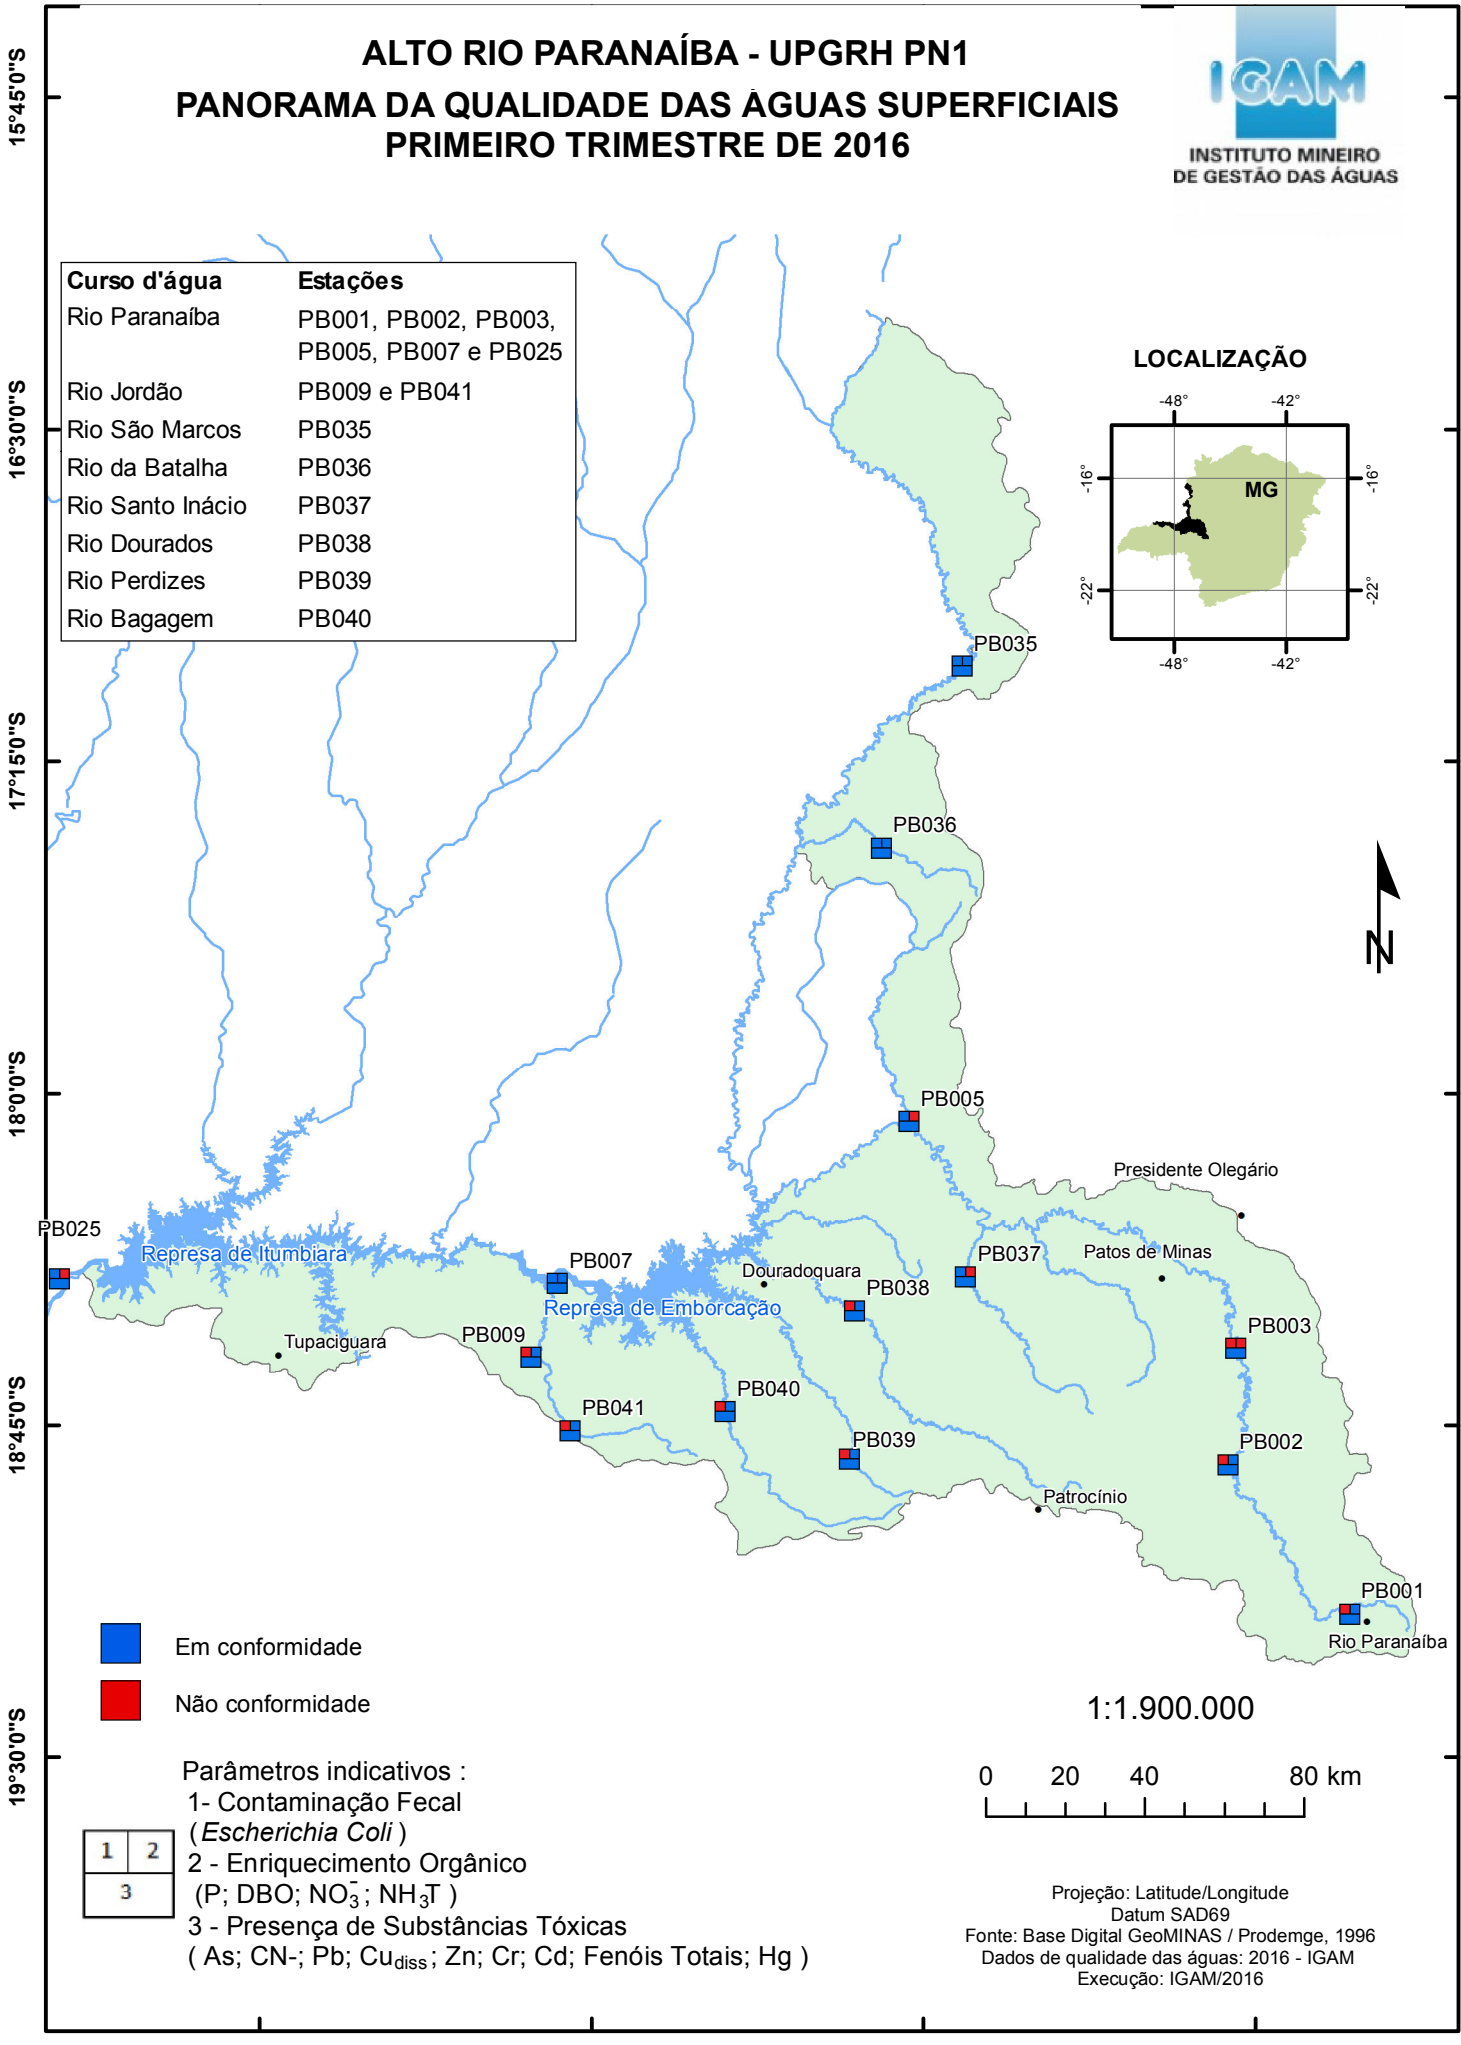 ALTO RIO PARANAÍBA - UPGRH PN1
PANORAMA DA QUALIDADE DAS ÁGUAS SUPERFICIAIS
PRIMEIRO TRIMESTRE DE 2016
IGAM
INSTITUTO MINEIRO
DE GESTÃO DAS ÁGUAS
15°45'0"S
16°30'0"S
17°15'0"S
18°0'0"S
18°45'0"S
19°30'0"S
Curso d'água Estações
Rio Paranaíba PB001, PB002, PB003,
PB005, PB007 e PB025
Rio Jordão PB009 e PB041
Rio São Marcos PB035
Rio da Batalha PB036
Rio Santo Inácio PB037
Rio Dourados PB038
Rio Perdizes PB039
Rio Bagagem PB040
LOCALIZAÇÃO
-48° -42°
-16° MG -16°
-22° -22°
-48° -42°
PB035
PB036
N
PB005
Presidente Olegário
PB025
Represa de Itumbiara
PB007
PB037
Patos de Minas
Douradoquara
PB038
Represa de Emborcação
PB003
PB009
Tupaciguara
PB040
PB041
PB039
PB002
Patrocínio
PB001
Rio Paranaíba
Em conformidade
Não conformidade
1:1.900.000
0 20 40 80 km
Parâmetros indicativos :
1- Contaminação Fecal
(Escherichia Coli )
2 - Enriquecimento Orgânico
(P; DBO; NO₃⁻; NH₃T )
3 - Presença de Substâncias Tóxicas
( As; CN-; Pb; Cudiss; Zn; Cr; Cd; Fenóis Totais; Hg )
1 2
3
Projeção: Latitude/Longitude
Datum SAD69
Fonte: Base Digital GeoMINAS / Prodemge, 1996
Dados de qualidade das águas: 2016 - IGAM
Execução: IGAM/2016